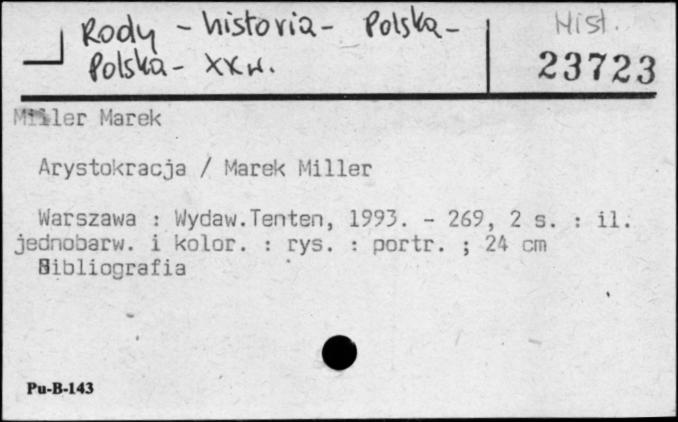 Rody - historia - Polska -
Polska - XX w.
Hist.
23723
Miller Marek
Arystokracja / Marek Miller
Warszawa : Wydaw.Tenten, 1993. - 269, 2 s. : il.
jednobarw. i kolor. : rys. : portr. ; 24 cm
Bibliografia
Pu-B-143